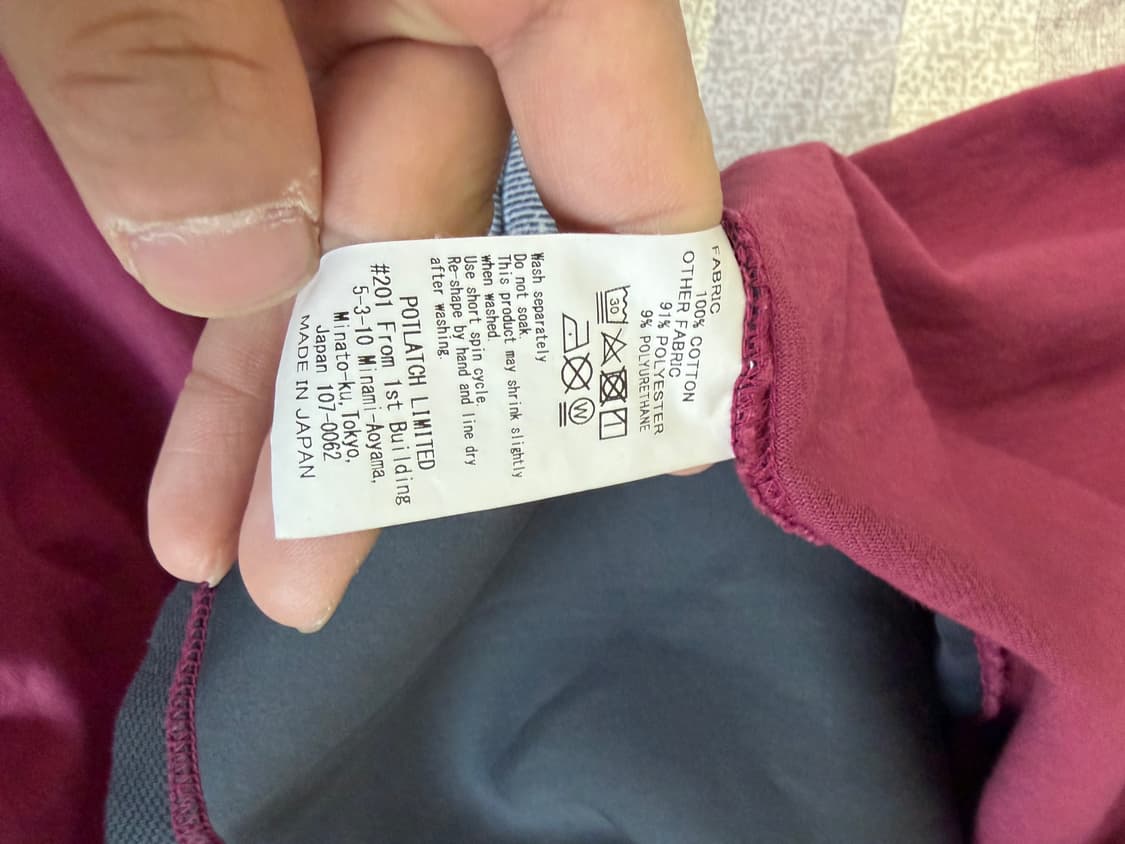 FABRIC
100% COTTON
OTHER FABRIC
91% POLYESTER
9% POLYURETHANE
30
W
Wash separately
Do not soak.
This product may shrink slightly
when washed
Use short spin cycle.
Re-shape by hand and line dry
after washing.
POTLATCH LIMITED
#201 From 1st Building
5-3-10 Minami-Aoyama,
Minato-ku, Tokyo,
Japan 107-0062
MADE IN JAPAN